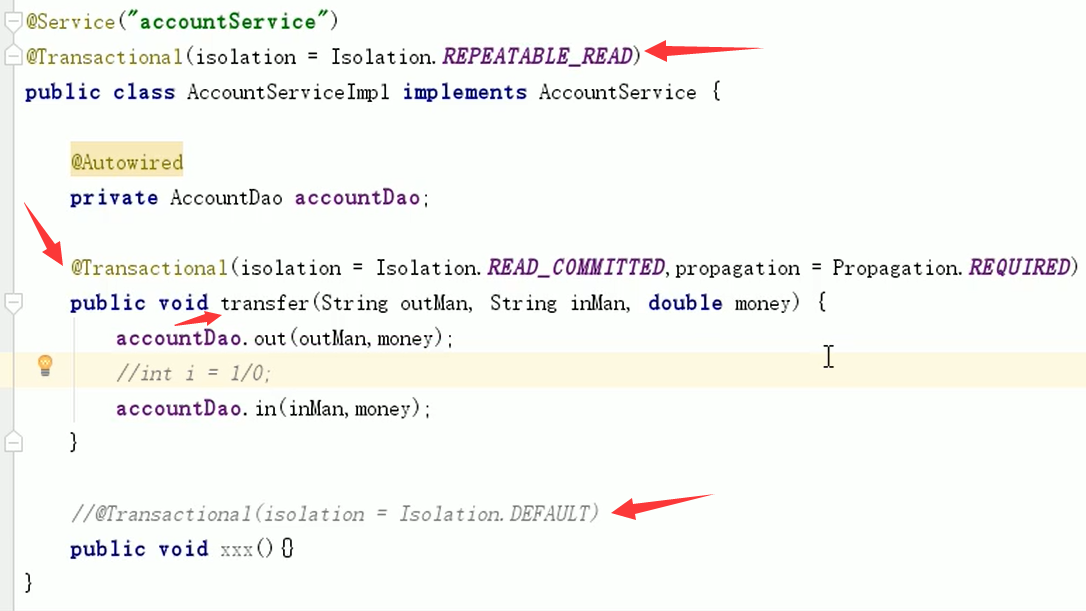 @Service("accountService")
@Transactional(isolation = Isolation.REPEATABLE_READ)
public class AccountServiceImpl implements AccountService {
@Autowired
private AccountDao accountDao;
@Transactional(isolation = Isolation.READ_COMMITTED,propagation = Propagation.REQUIRED)
public void transfer(String outMan, String inMan, double money) {
accountDao.out(outMan,money);
//int i = 1/0;
accountDao.in(inMan,money);
}
//@Transactional(isolation = Isolation.DEFAULT)
public void xxx(){}
}